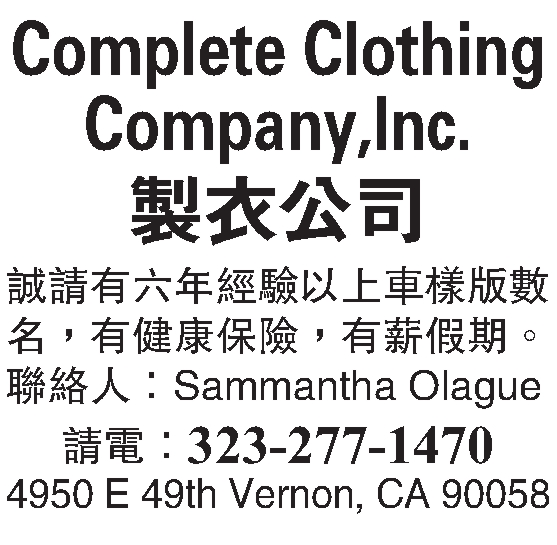 Complete Clothing
Company,Inc.
製衣公司
誠請有六年經驗以上車樣版數
名，有健康保險，有薪假期。
聯絡人：Sammantha Olague
請電：323-277-1470
4950 E 49th Vernon, CA 90058